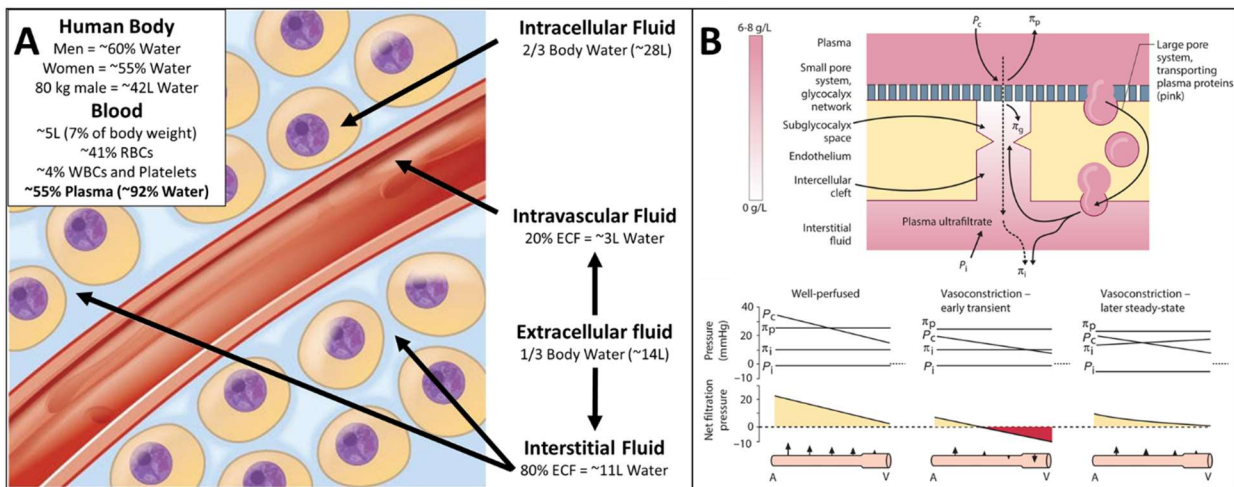 A
Human Body
Men = ~60% Water
Women = ~55% Water
80 kg male = ~42L Water
Blood
~5L (7% of body weight)
~41% RBCs
~4% WBCs and Platelets
~55% Plasma (~92% Water)
Intracellular Fluid
2/3 Body Water (~28L)
Intravascular Fluid
20% ECF = ~3L Water
Extracellular fluid
1/3 Body Water (~14L)
Interstitial Fluid
80% ECF = ~11L Water
B
6-8 g/L
0 g/L
Plasma
Small pore
system,
glycocalyx
network
Subglycocalyx
space
Endothelium
Intercellular
cleft
Interstitial
fluid
Pc
πp
Large pore
system,
transporting
plasma proteins
(pink)
πg
Plasma ultrafiltrate
Pi
πi
Well-perfused
Vasoconstriction –
early transient
Vasoconstriction –
later steady-state
Pressure
(mmHg)
40
20
0
–10
Pc
πp
πi
Pi
πp
Pc
πi
Pi
πp
Pc
πi
Pi
Net filtration
pressure
20
10
0
–10
A
V
A
V
A
V